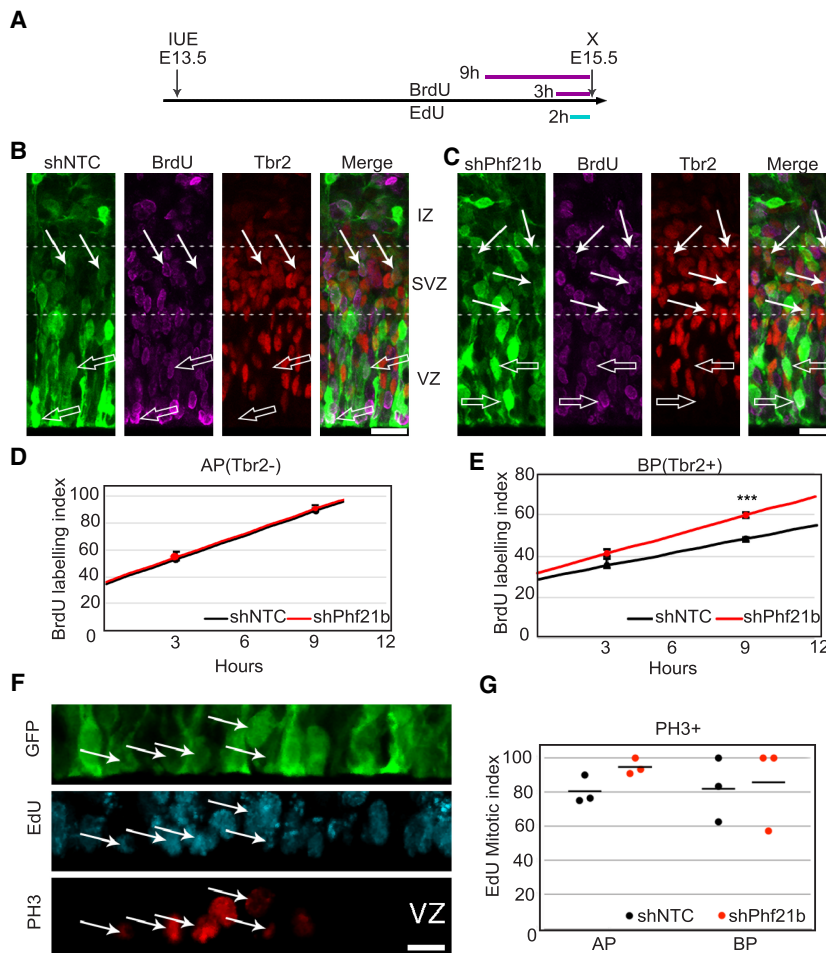 A
IUE
E13.5
X
E15.5
9h
BrdU
3h
EdU
2h
B
shNTC
BrdU
Tbr2
Merge
C
shPhf21b
BrdU
Tbr2
Merge
IZ
SVZ
VZ
D
AP(Tbr2-)
BrdU labelling index
100
80
60
40
20
0
3
6
9
12
Hours
shNTC
shPhf21b
E
BP(Tbr2+)
BrdU labelling index
80
60
40
20
0
3
6
9
12
Hours
***
shNTC
shPhf21b
F
GFP
EdU
PH3
VZ
G
PH3+
EdU Mitotic index
100
80
60
40
20
0
shNTC
shPhf21b
AP
BP